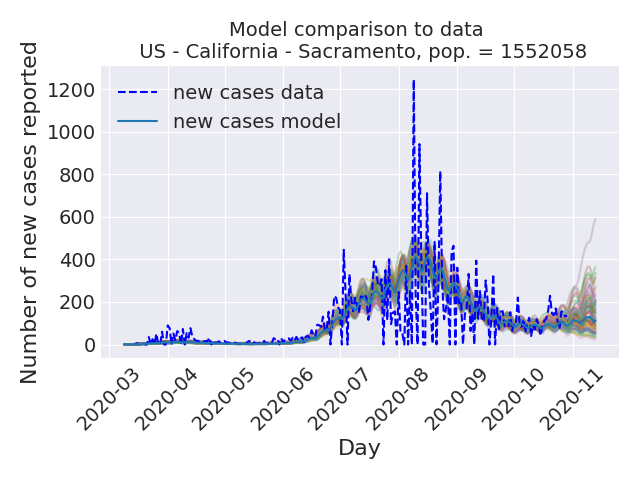 Model comparison to data
US - California - Sacramento, pop. = 1552058
Number of new cases reported
1200
1000
800
600
400
200
0
new cases data
new cases model
2020-03
2020-04
2020-05
2020-06
2020-07
2020-08
2020-09
2020-10
2020-11
Day